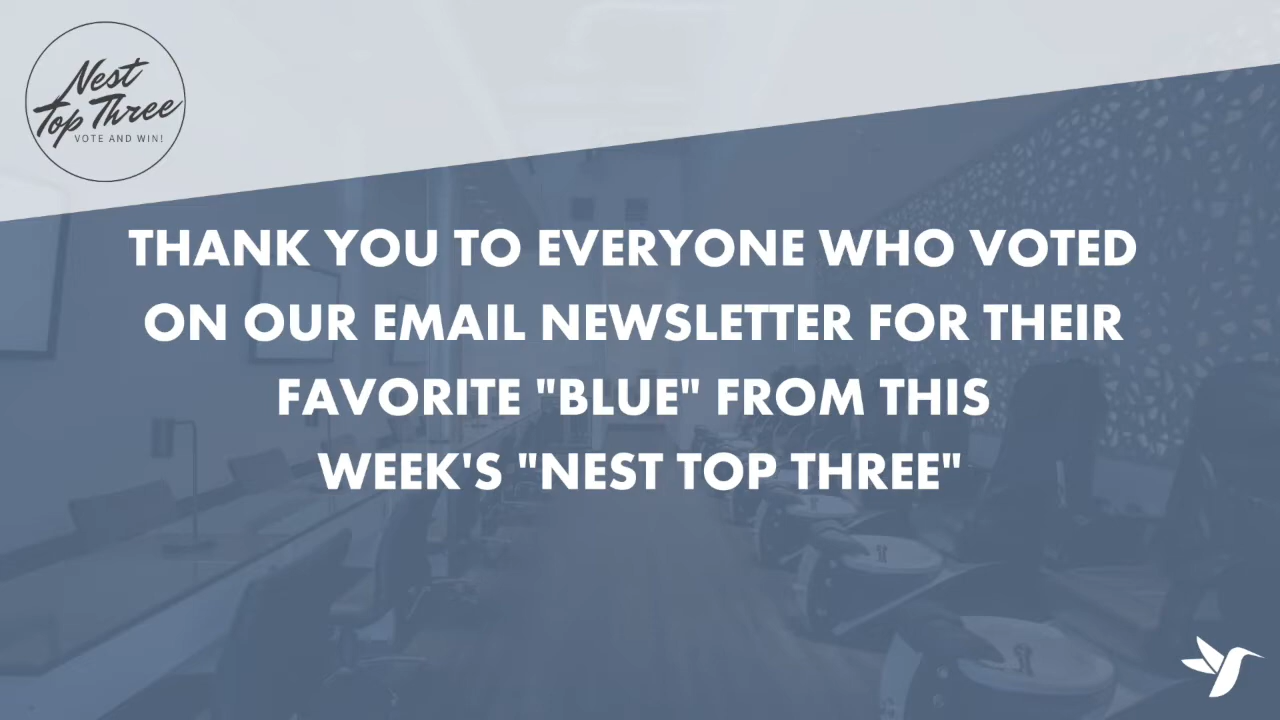 Nest
Top Three
VOTE AND WIN!
THANK YOU TO EVERYONE WHO VOTED
ON OUR EMAIL NEWSLETTER FOR THEIR
FAVORITE "BLUE" FROM THIS
WEEK'S "NEST TOP THREE"